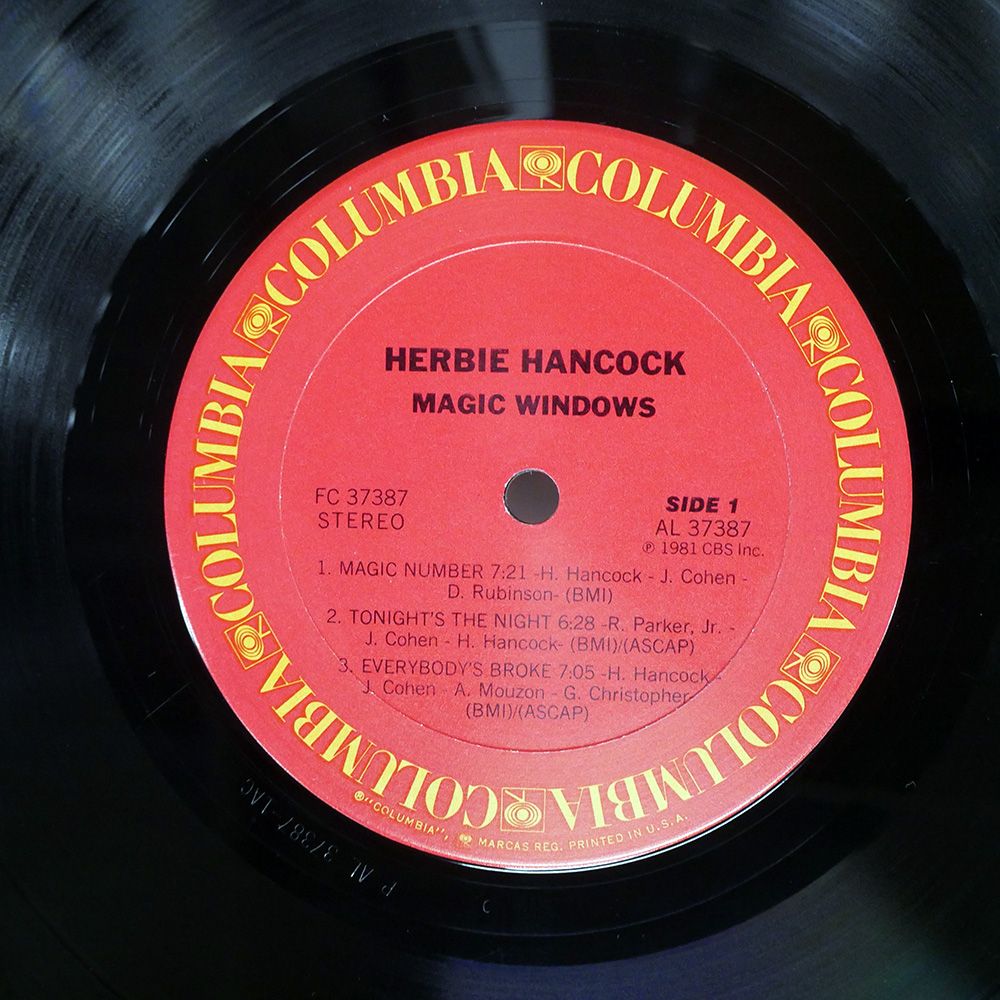 COLUMBIA COLUMBIA COLUMBIA COLUMBIA COLUMBIA COLUMBIA
HERBIE HANCOCK
MAGIC WINDOWS
FC 37387
STEREO
SIDE 1
AL 37387
℗ 1981 CBS Inc.
1. MAGIC NUMBER 7:21 -H. Hancock - J. Cohen -
D. Rubinson- (BMI)
2. TONIGHT'S THE NIGHT 6:28 -R. Parker, Jr. -
J. Cohen - H. Hancock- (BMI)/(ASCAP)
3. EVERYBODY'S BROKE 7:05 -H. Hancock -
J. Cohen - A. Mouzon - G. Christopher
(BMI)/(ASCAP)
®"COLUMBIA", MARCAS REG. PRINTED IN U.S.A.
P AL 37387-1AC